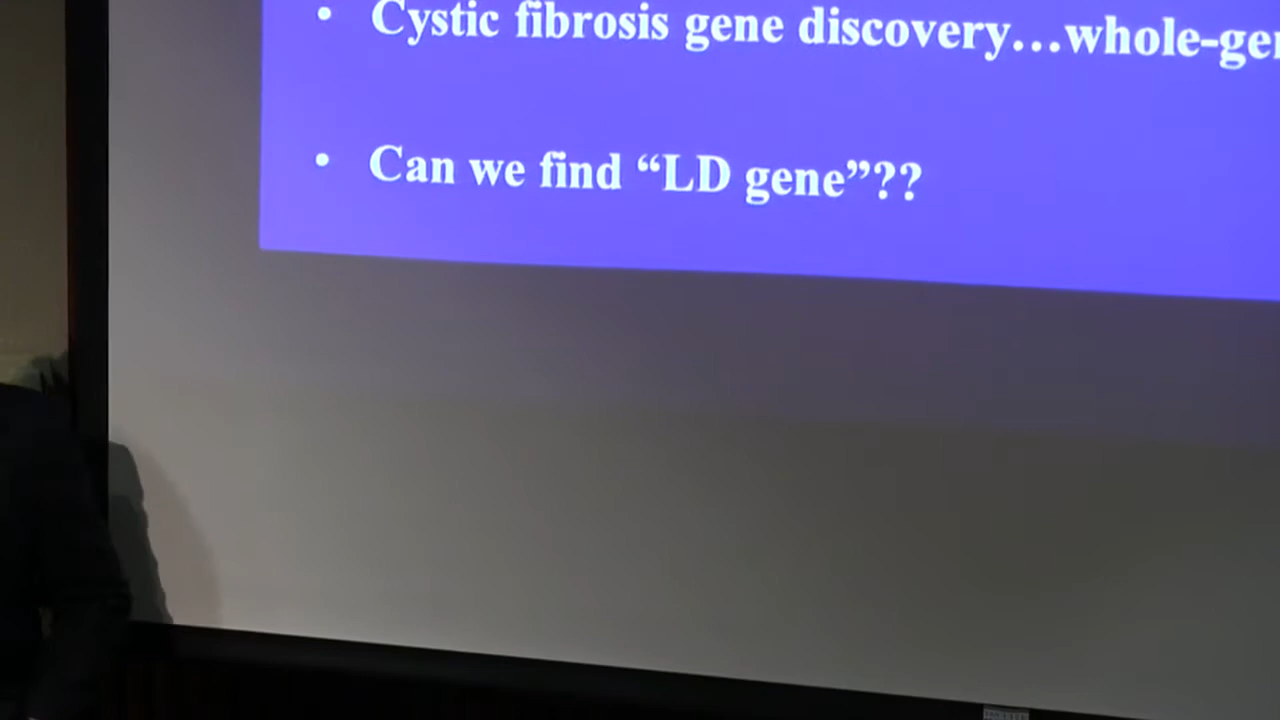 • Cystic fibrosis gene discovery…whole-ge
• Can we find “LD gene”??